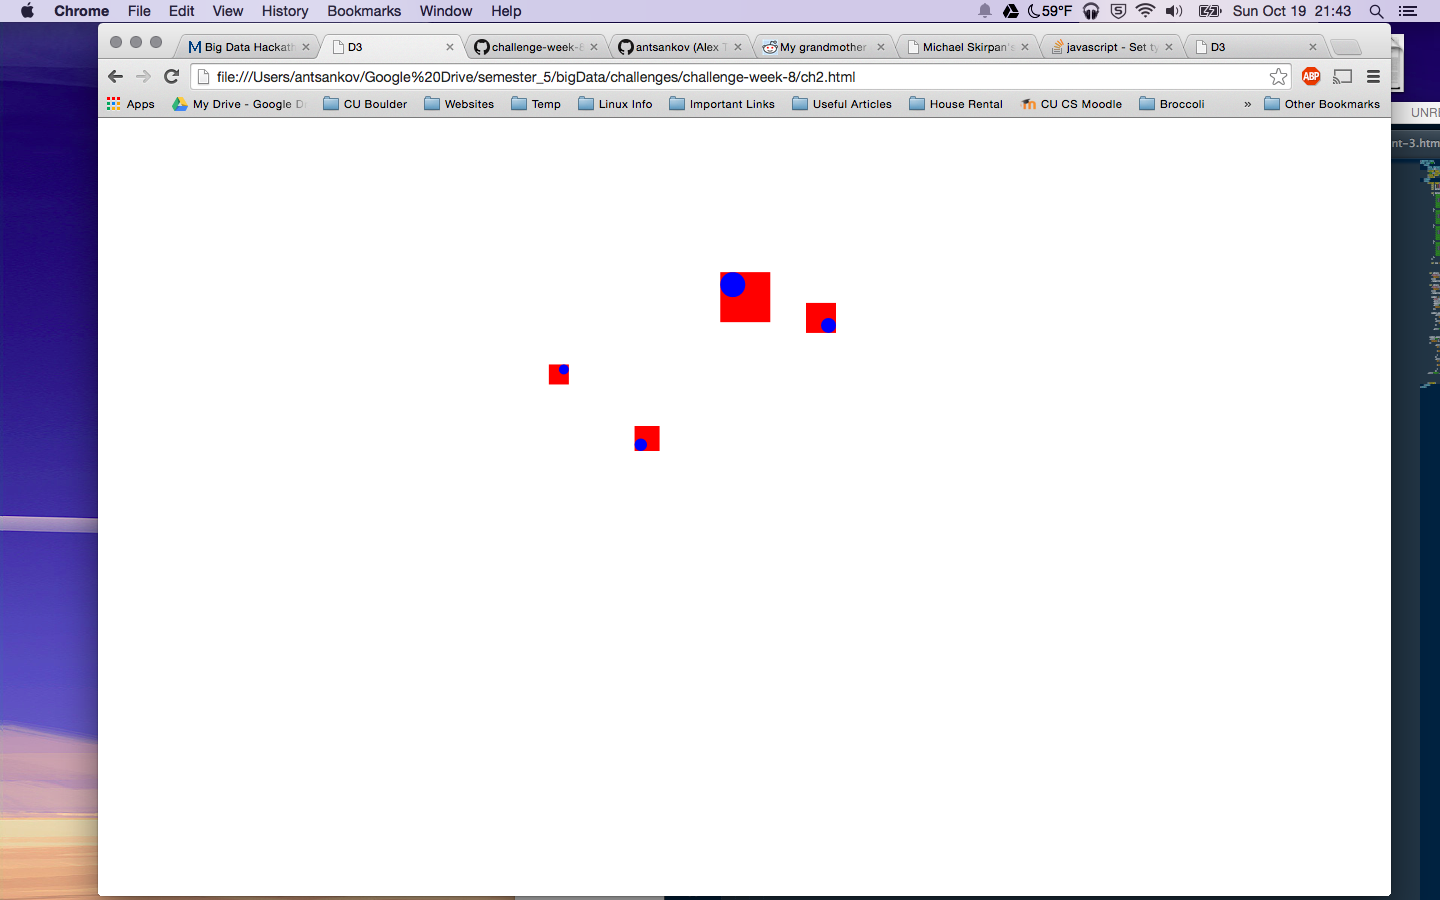 Chrome File Edit View History Bookmarks Window Help 59°F 5 Sun Oct 19 21:43
Big Data Hackath D3 challenge-week-8 antsankov (Alex T My grandmother Michael Skirpan's javascript - Set ty D3
file:///Users/antsankov/Google%20Drive/semester_5/bigData/challenges/challenge-week-8/ch2.html ABP
Apps My Drive - Google D CU Boulder Websites Temp Linux Info Important Links Useful Articles House Rental CU CS Moodle Broccoli » Other Bookmarks
UNRE
nt-3.htm